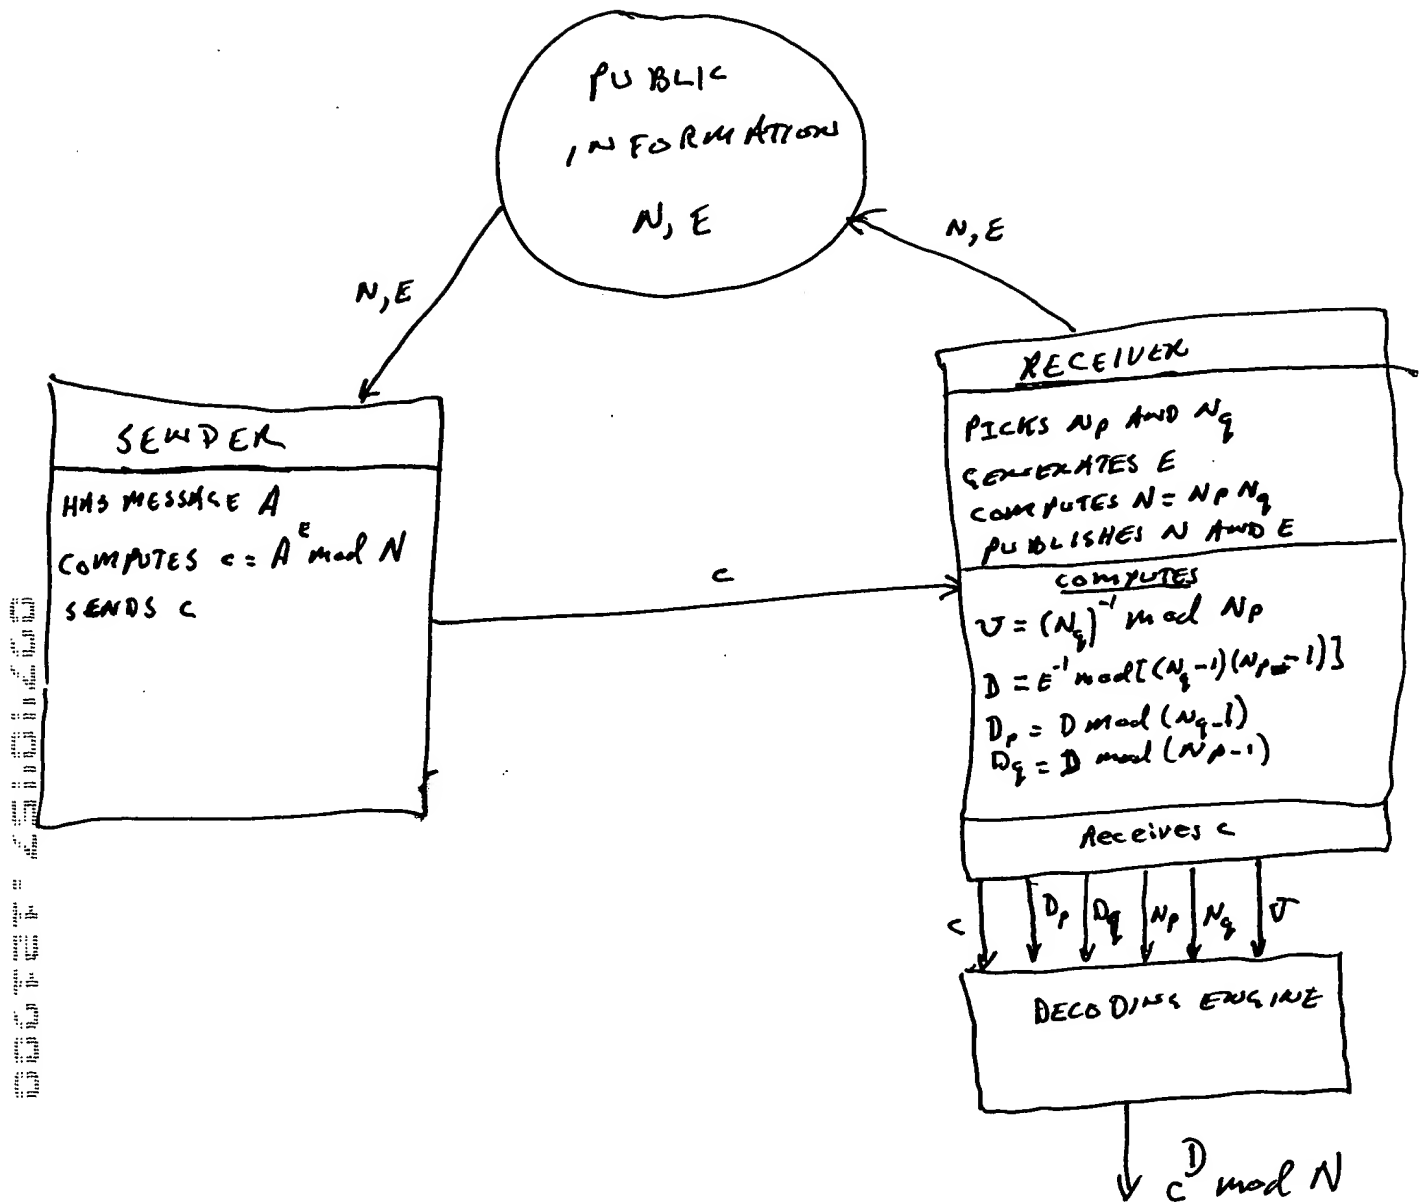 PUBLIC
INFORMATION
N, E
N, E
N, E
SENDER
HAS MESSAGE A
COMPUTES c = A^E mod N
SENDS C
C
RECEIVER
PICKS Np AND Nq
GENERATES E
COMPUTES N = Np Nq
PUBLISHES N AND E
COMPUTES
U = (Nq)^-1 mod Np
D = E^-1 mod [(Nq-1)(Np-1)]
Dp = D mod (Nq-1)
Dq = D mod (Np-1)
Receives c
C Dp Dq Np Nq U
DECODING ENGINE
C^D mod N